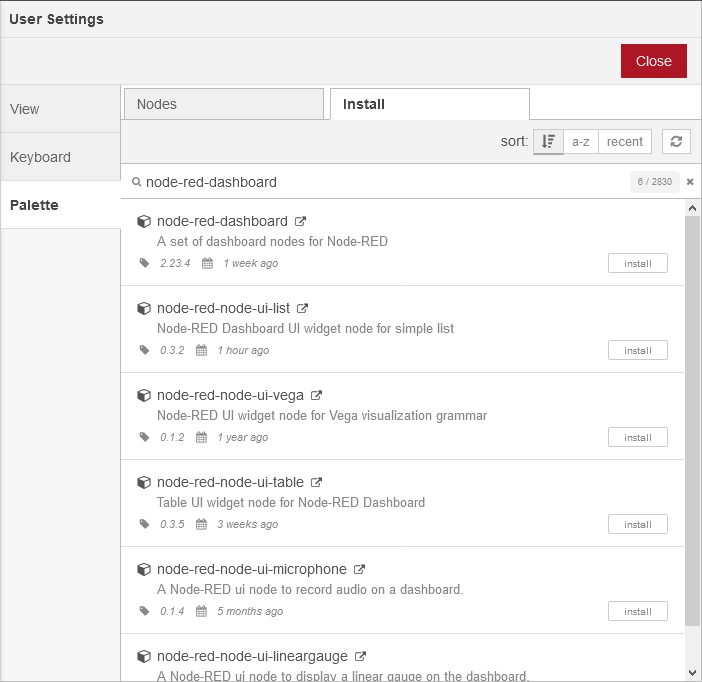 User Settings
Close
View
Keyboard
Palette
Nodes
Install
sort:
a-z
recent
node-red-dashboard
6 / 2830
node-red-dashboard
A set of dashboard nodes for Node-RED
2.23.4 1 week ago
install
node-red-node-ui-list
Node-RED Dashboard UI widget node for simple list
0.3.2 1 hour ago
install
node-red-node-ui-vega
Node-RED UI widget node for Vega visualization grammar
0.1.2 1 year ago
install
node-red-node-ui-table
Table UI widget node for Node-RED Dashboard
0.3.5 3 weeks ago
install
node-red-node-ui-microphone
A Node-RED ui node to record audio on a dashboard.
0.1.4 5 months ago
install
node-red-node-ui-lineargauge
A Node-RED ui node to display a linear gauge on the dashboard.